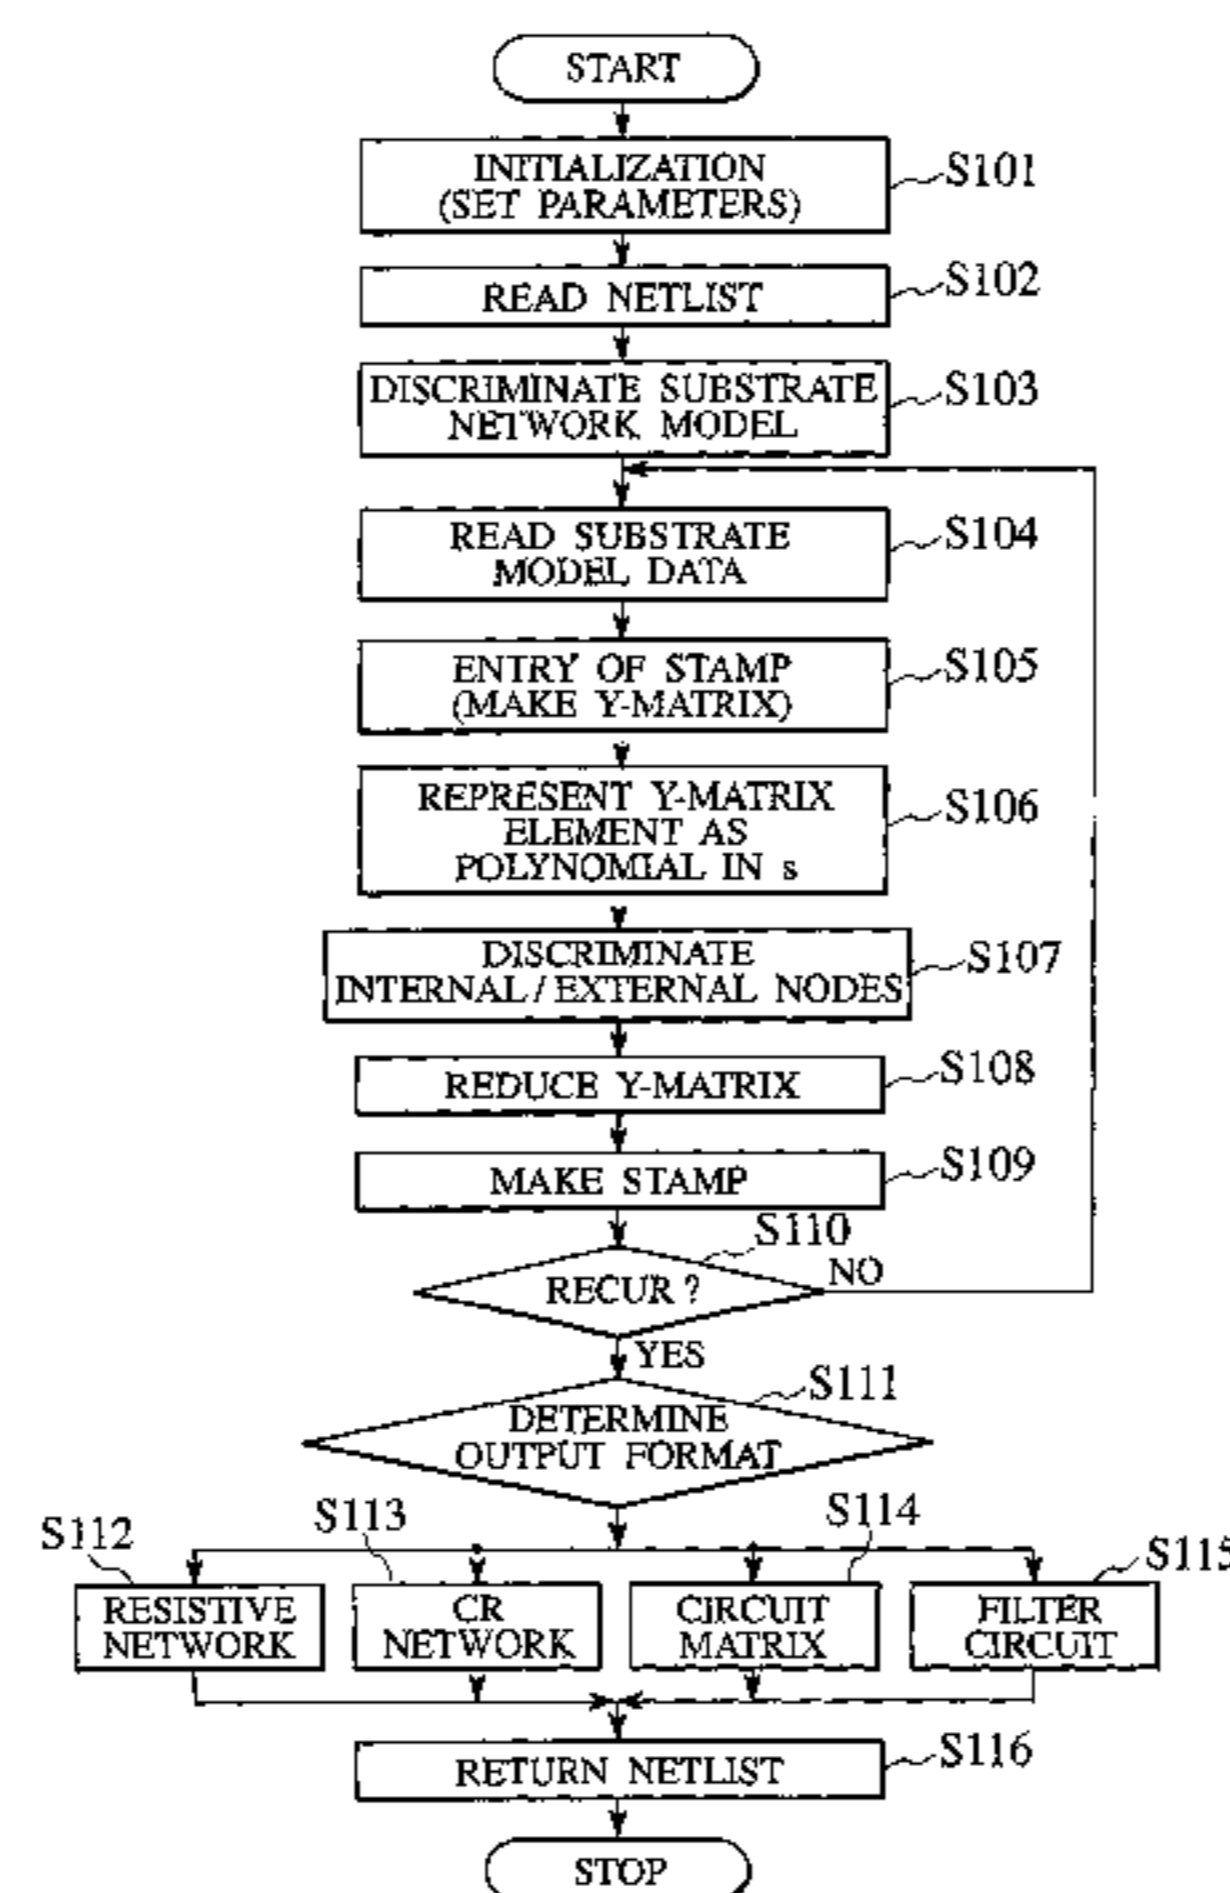 START
INITIALIZATION
(SET PARAMETERS)
S101
READ NETLIST
S102
DISCRIMINATE SUBSTRATE
NETWORK MODEL
S103
READ SUBSTRATE
MODEL DATA
S104
ENTRY OF STAMP
(MAKE Y-MATRIX)
S105
REPRESENT Y-MATRIX
ELEMENT AS
POLYNOMIAL IN s
S106
DISCRIMINATE
INTERNAL/EXTERNAL NODES
S107
REDUCE Y-MATRIX
S108
MAKE STAMP
S109
S110
RECUR ?
NO
YES
S111
DETERMINE
OUTPUT FORMAT
S112
S113
S114
S115
RESISTIVE
NETWORK
CR
NETWORK
CIRCUIT
MATRIX
FILTER
CIRCUIT
RETURN NETLIST
S116
STOP